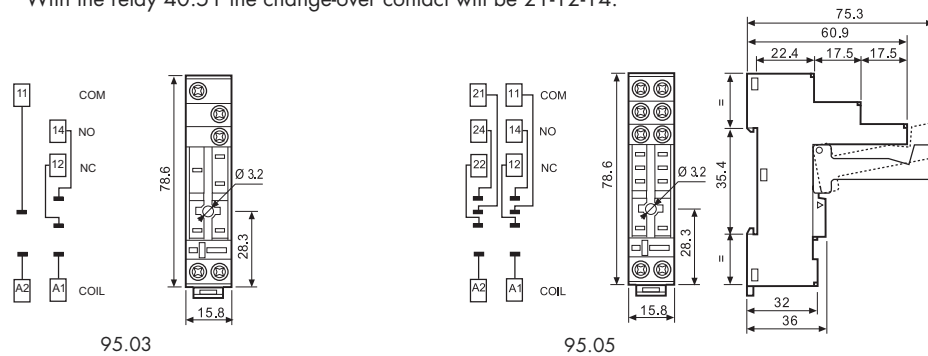 With the relay 40.51 the change-over contact will be 21-12-14.
75.3
60.9
22.4 17.5 17.5
11 COM
14 NO
12 NC
A2 A1 COIL
78.6
Ø 3.2
28.3
15.8
95.03
21 11 COM
24 14 NO
22 12 NC
A2 A1 COIL
78.6
Ø 3.2
28.3
15.8
95.05
=
35.4
=
32
36